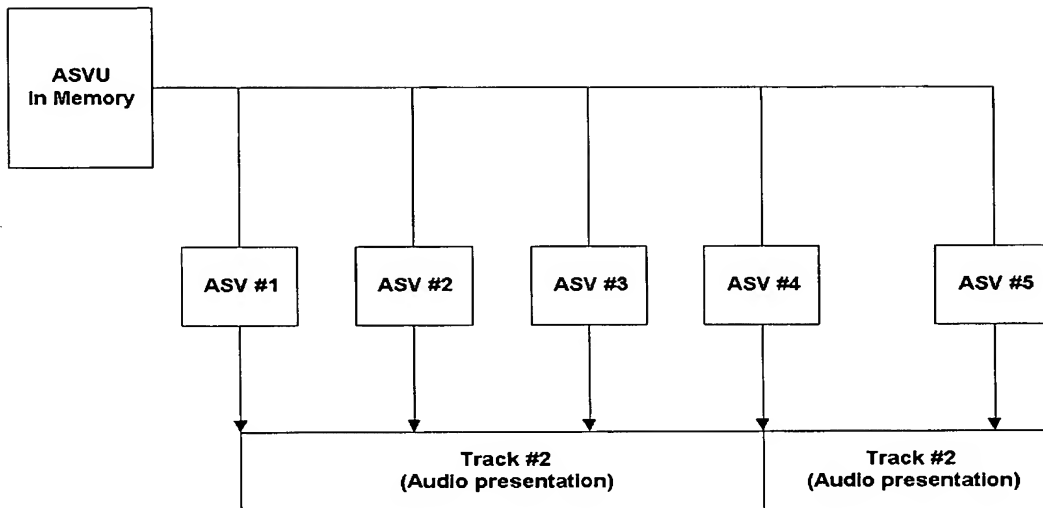 ASVU
In Memory
ASV #1
ASV #2
ASV #3
ASV #4
ASV #5
Track #2
(Audio presentation)
Track #2
(Audio presentation)